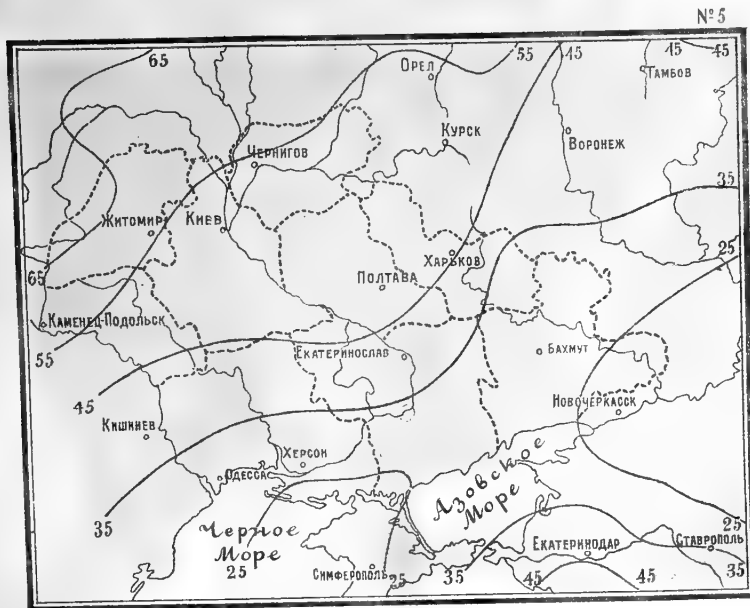 №5
65
55
45
45
45
Орел
Тамбов
Курск
Воронеж
Чернигов
35
Житомир
Киев
Харьков
25
65
Полтава
Каменец-Подольск
55
Екатеринослав
Бахмут
45
Новочеркасск
Кишинев
Херсон
Одесса
Азовское
Море
35
Черное
Море
25
25
Екатеринодар
Ставрополь
Симферополь
25
35
45
45
35